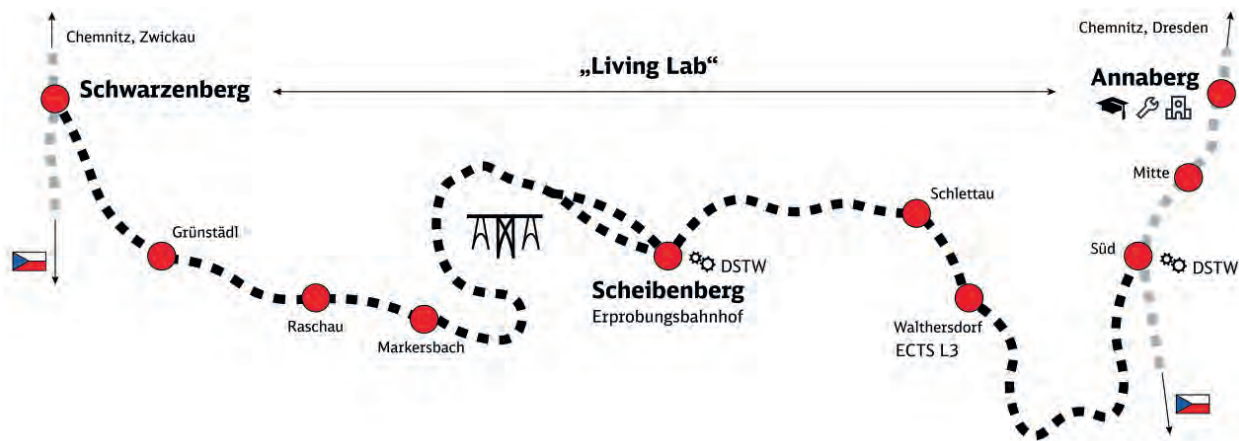 Chemnitz, Zwickau
Schwarzenberg
„Living Lab“
Chemnitz, Dresden
Annaberg
Mitte
Schlettau
Grünstädl
Süd
DSTW
DSTW
Scheibenberg
Erprobungsbahnhof
Raschau
Markersbach
Walthersdorf
ECTS L3